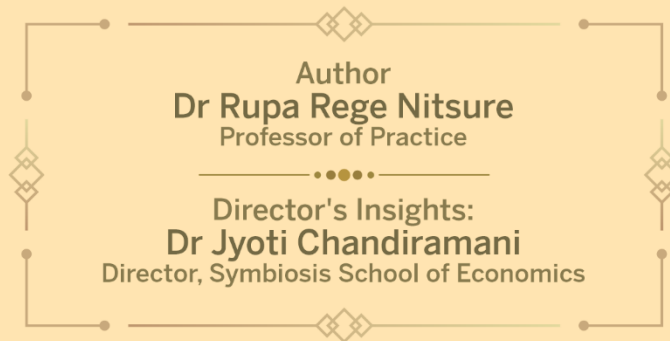 Author
Dr Rupa Rege Nitsure
Professor of Practice
Director's Insights:
Dr Jyoti Chandiramani
Director, Symbiosis School of Economics